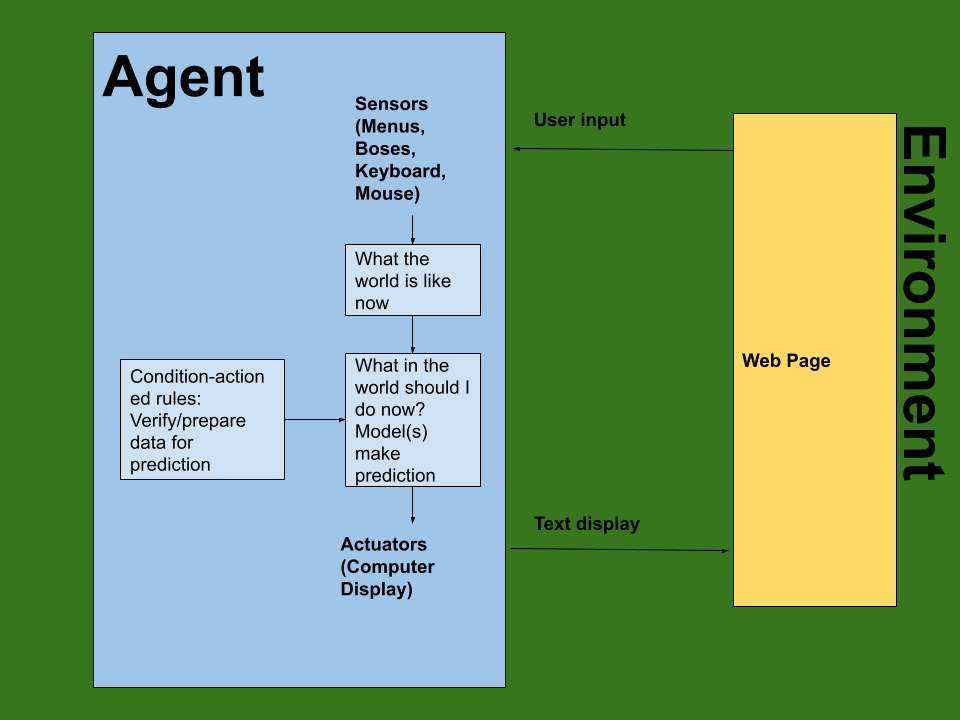 Agent
Sensors
(Menus,
Boses,
Keyboard,
Mouse)
User input
What the
world is like
now
Condition-action
ed rules:
Verify/prepare
data for
prediction
What in the
world should I
do now?
Model(s)
make
prediction
Actuators
(Computer
Display)
Text display
Web Page
Environment